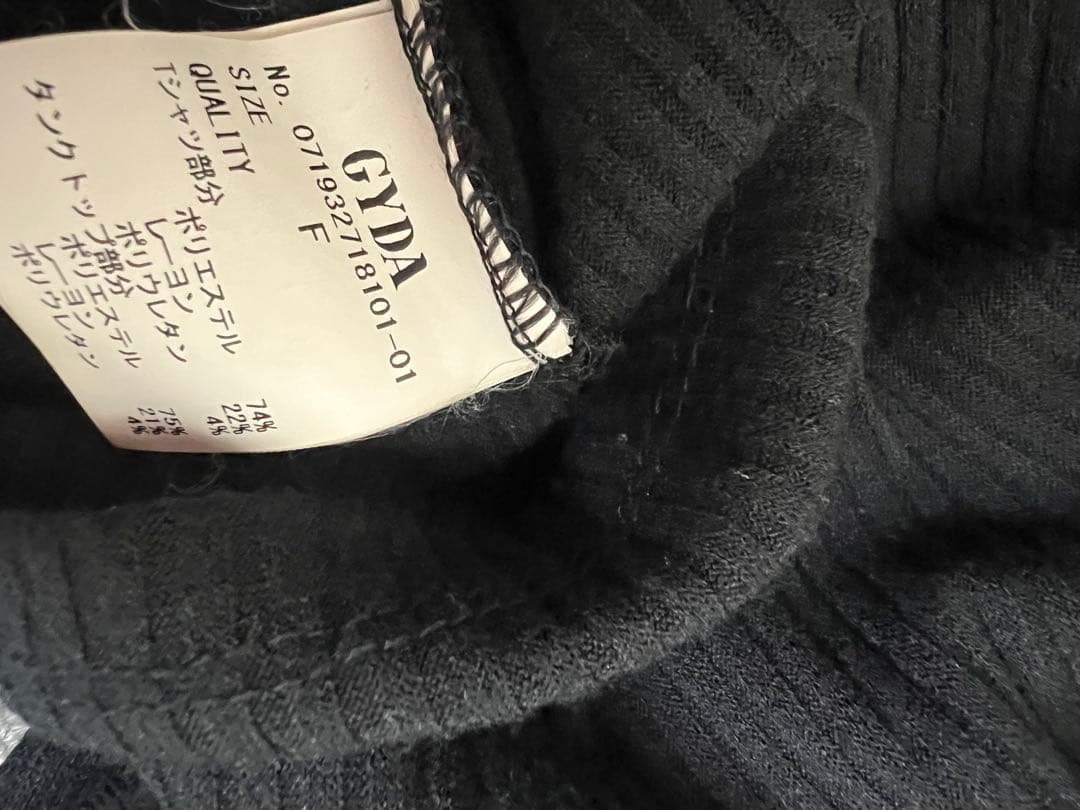 GYDA
No. 071932718101-01
SIZE F
QUALITY
Tシャツ部分
ポリエステル 74%
レーヨン 22%
ポリウレタン 4%
タンクトップ部分
ポリエステル 75%
レーヨン 21%
ポリウレタン 4%